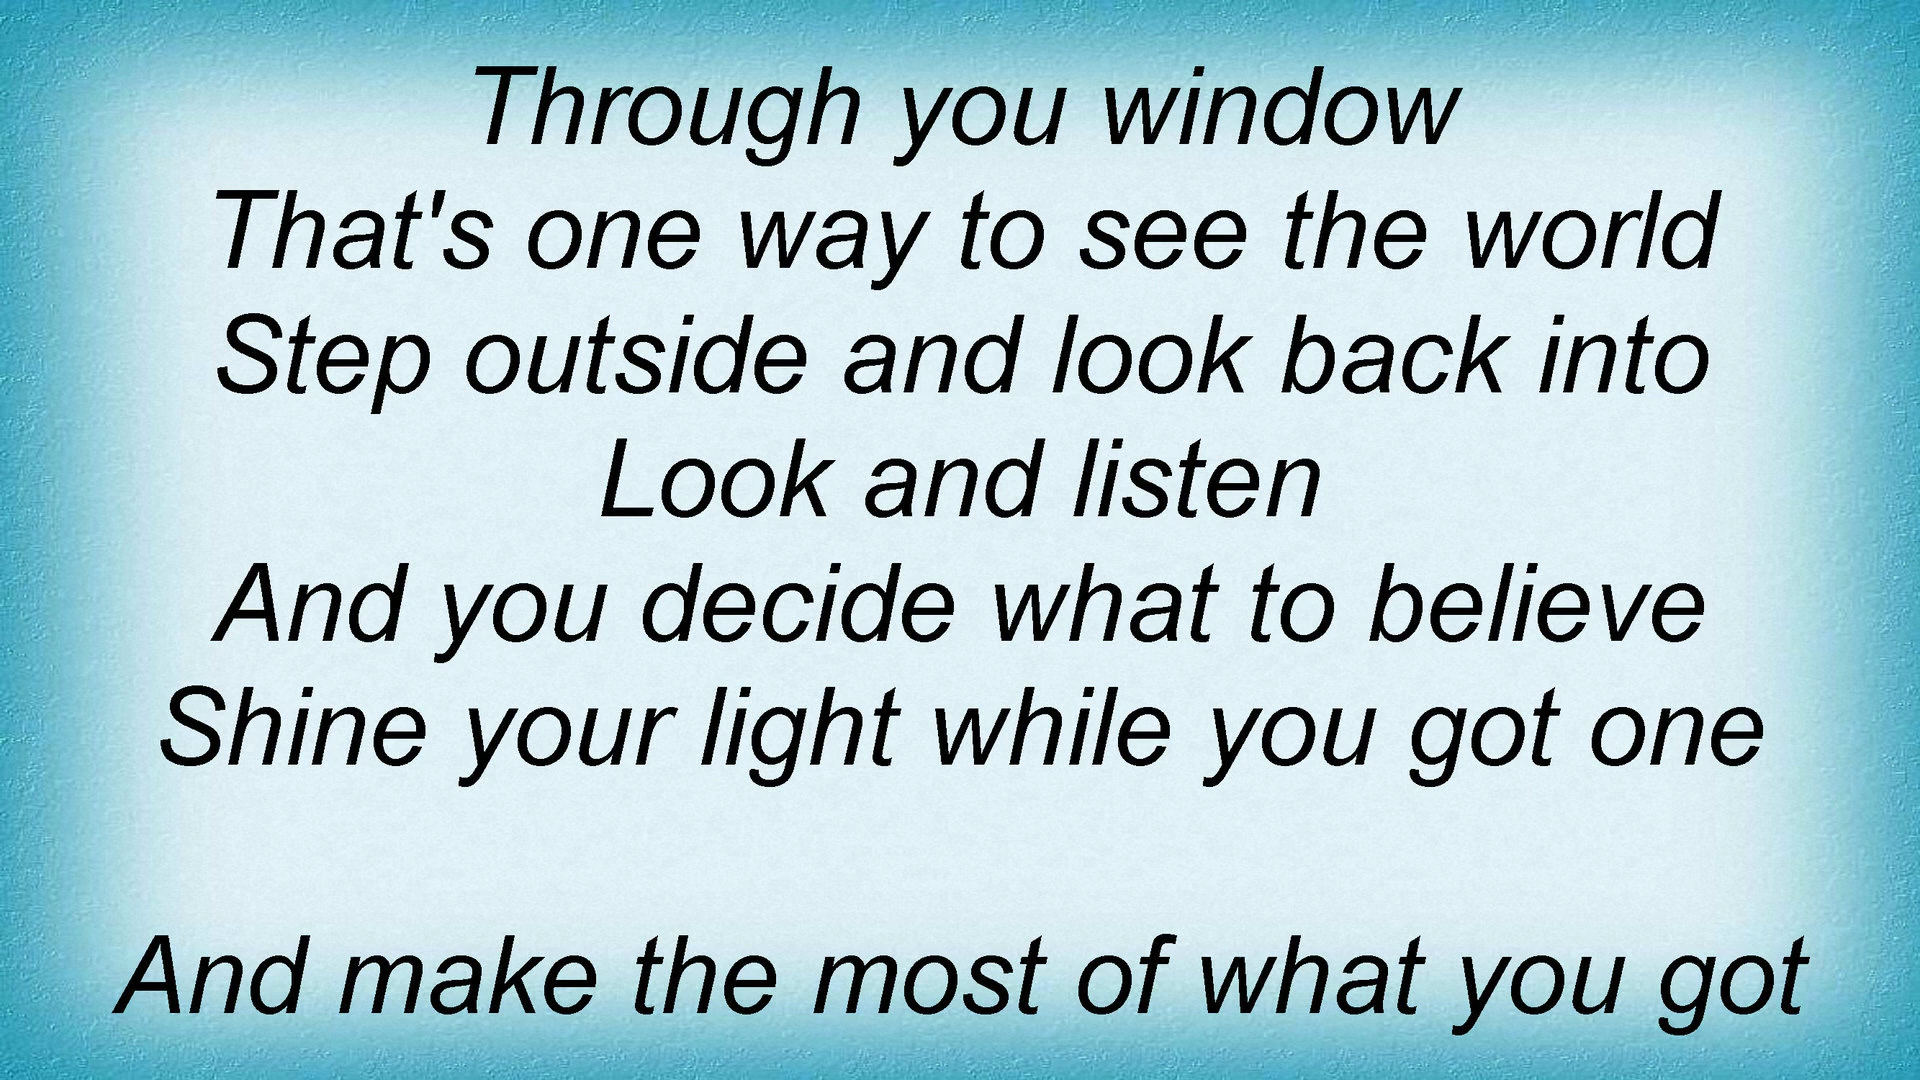 Through you window
That's one way to see the world
Step outside and look back into
Look and listen
And you decide what to believe
Shine your light while you got one
And make the most of what you got